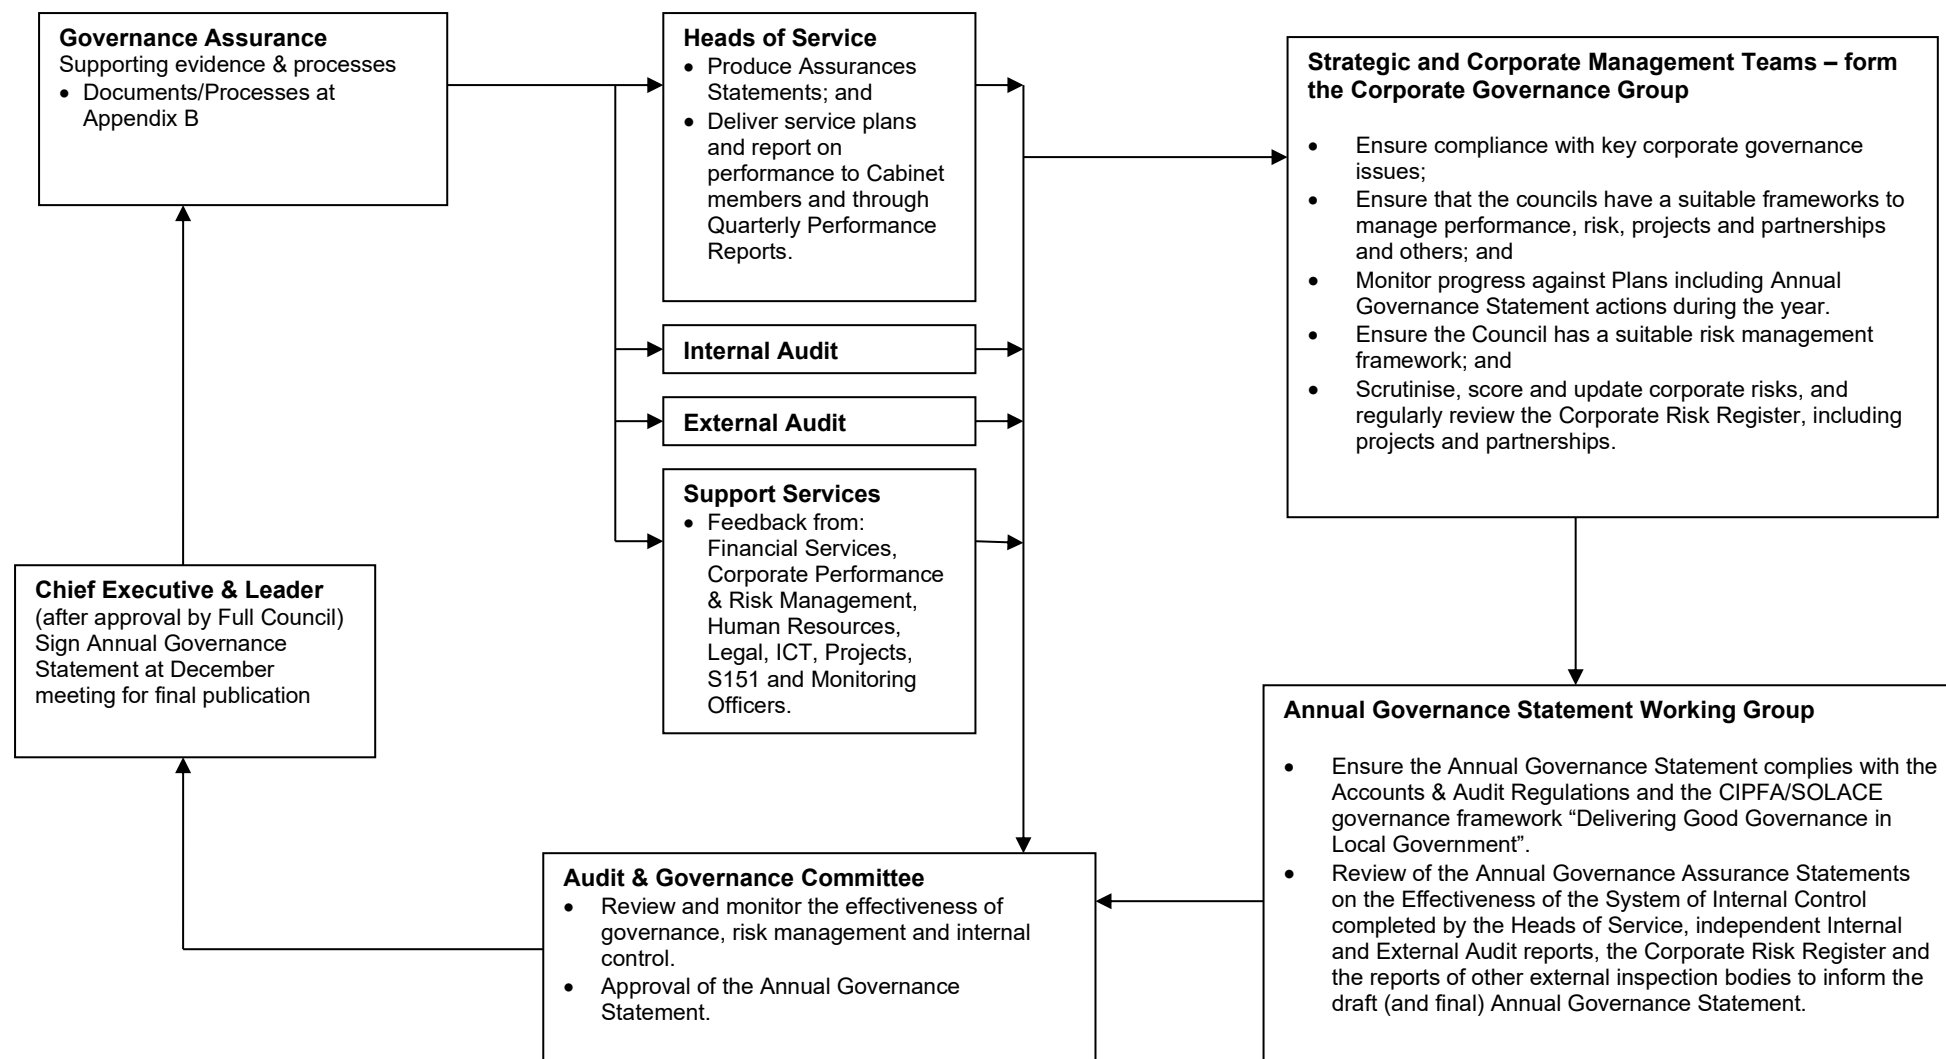 Governance Assurance
Supporting evidence & processes
• Documents/Processes at
Appendix B
Heads of Service
• Produce Assurances
Statements; and
• Deliver service plans
and report on
performance to Cabinet
members and through
Quarterly Performance
Reports.
Internal Audit
External Audit
Support Services
• Feedback from:
Financial Services,
Corporate Performance
& Risk Management,
Human Resources,
Legal, ICT, Projects,
S151 and Monitoring
Officers.
Strategic and Corporate Management Teams – form
the Corporate Governance Group
• Ensure compliance with key corporate governance
issues;
• Ensure that the councils have a suitable frameworks to
manage performance, risk, projects and partnerships
and others; and
• Monitor progress against Plans including Annual
Governance Statement actions during the year.
• Ensure the Council has a suitable risk management
framework; and
• Scrutinise, score and update corporate risks, and
regularly review the Corporate Risk Register, including
projects and partnerships.
Annual Governance Statement Working Group
• Ensure the Annual Governance Statement complies with the
Accounts & Audit Regulations and the CIPFA/SOLACE
governance framework “Delivering Good Governance in
Local Government”.
• Review of the Annual Governance Assurance Statements
on the Effectiveness of the System of Internal Control
completed by the Heads of Service, independent Internal
and External Audit reports, the Corporate Risk Register and
the reports of other external inspection bodies to inform the
draft (and final) Annual Governance Statement.
Audit & Governance Committee
• Review and monitor the effectiveness of
governance, risk management and internal
control.
• Approval of the Annual Governance
Statement.
Chief Executive & Leader
(after approval by Full Council)
Sign Annual Governance
Statement at December
meeting for final publication